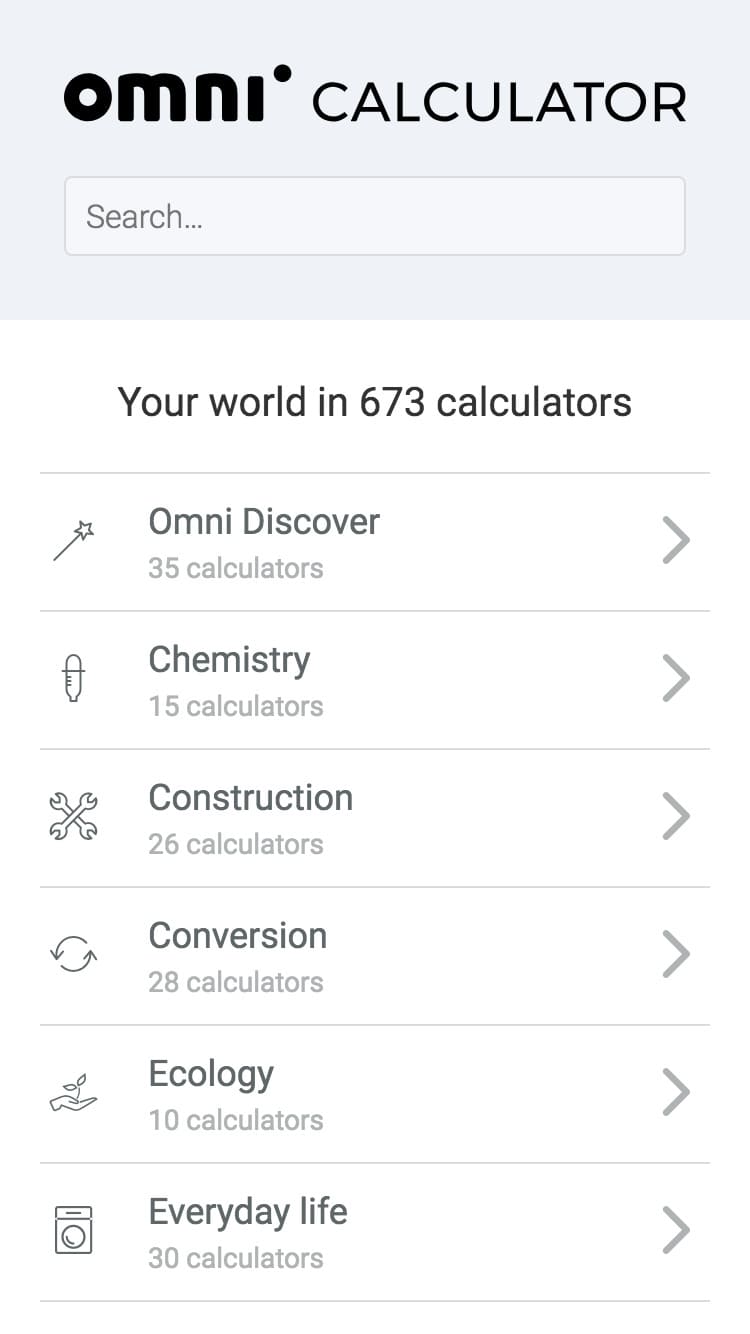 omni CALCULATOR
Search...
Your world in 673 calculators
Omni Discover
35 calculators
Chemistry
15 calculators
Construction
26 calculators
Conversion
28 calculators
Ecology
10 calculators
Everyday life
30 calculators